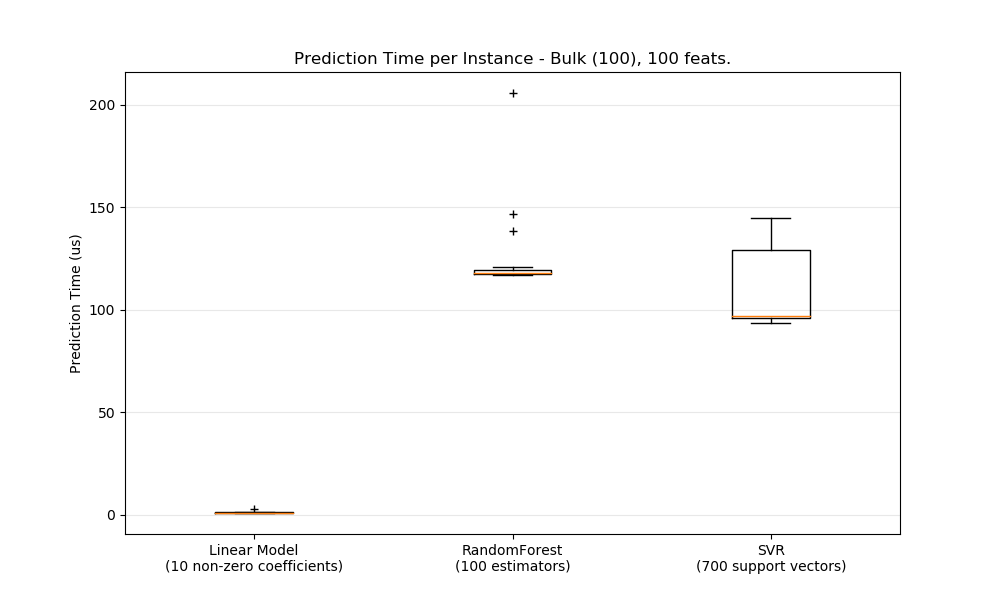 Prediction Time per Instance - Bulk (100), 100 feats.
Prediction Time (us)
200
150
100
50
0
Linear Model
(10 non-zero coefficients)
RandomForest
(100 estimators)
SVR
(700 support vectors)